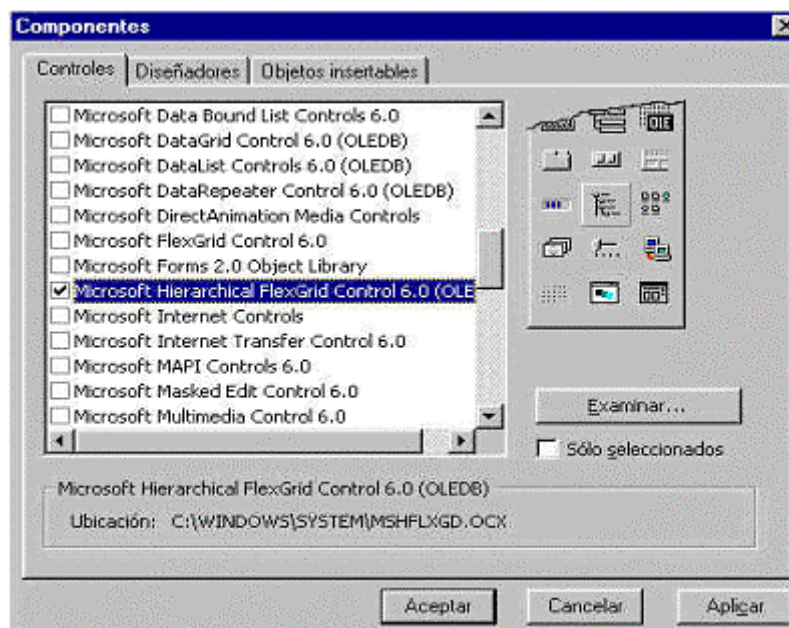 Componentes
Controles Diseñadores Objetos insertables
Microsoft Data Bound List Controls 6.0
Microsoft DataGrid Control 6.0 (OLEDB)
Microsoft DataList Controls 6.0 (OLEDB)
Microsoft DataRepeater Control 6.0 (OLEDB)
Microsoft DirectAnimation Media Controls
Microsoft FlexGrid Control 6.0
Microsoft Forms 2.0 Object Library
Microsoft Hierarchical FlexGrid Control 6.0 (OLE
Microsoft Internet Controls
Microsoft Internet Transfer Control 6.0
Microsoft MAPI Controls 6.0
Microsoft Masked Edit Control 6.0
Microsoft Multimedia Control 6.0
OLE
Examinar...
Sólo seleccionados
Microsoft Hierarchical FlexGrid Control 6.0 (OLEDB)
Ubicación: C:\WINDOWS\SYSTEM\MSHFLXGD.OCX
Aceptar Cancelar Aplicar